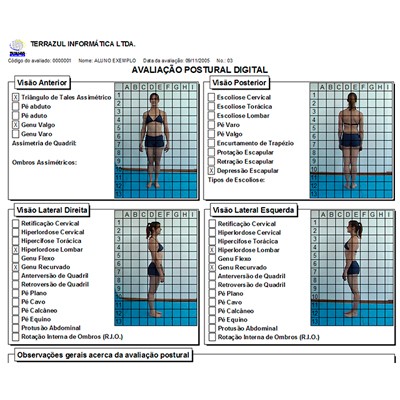 TERRAZUL INFORMÁTICA LTDA.
Código do avaliado: 0000001 Nome: ALUNO EXEMPLO Data da avaliação: 09/11/2005 No.: 03
AVALIAÇÃO POSTURAL DIGITAL
Visão Anterior
A B C D E F G H I
X Triângulo de Tales Assimétrico
Pé abduto
Pé aduto
X Genu Valgo
Genu Varo
Assimetria de Quadril:
Ombros Assimétricos:
1
2
3
4
5
6
7
8
9
10
11
12
13
Visão Posterior
A B C D E F G H I
Escoliose Cervical
Escoliose Torácica
Escoliose Lombar
Pé Varo
Pé Valgo
Encurtamento de Trapézio
Protação Escapular
Retração Escapular
X Depressão Escapular
Tipos de Escoliose:
1
2
3
4
5
6
7
8
9
10
11
12
13
Visão Lateral Direita
A B C D E F G H I
Retificação Cervical
Hiperlordose Cervical
Hipercifose Torácica
X Hiperlordose Lombar
Genu Flexo
X Genu Recurvado
Anterversão de Quadril
Retroversão de Quadril
Pé Plano
Pé Cavo
Pé Calcâneo
Pé Equino
Protusão Abdominal
Rotação Interna de Ombros (R.I.O.)
1
2
3
4
5
6
7
8
9
10
11
12
13
Visão Lateral Esquerda
A B C D E F G H I
Retificação Cervical
Hiperlordose Cervical
Hipercifose Torácica
X Hiperlordose Lombar
Genu Flexo
X Genu Recurvado
Anterversão de Quadril
Retroversão de Quadril
Pé Plano
Pé Cavo
Pé Calcâneo
Pé Equino
Protusão Abdominal
Rotação Interna de Ombros (R.I.O.)
1
2
3
4
5
6
7
8
9
10
11
12
13
Observações gerais acerca da avaliação postural